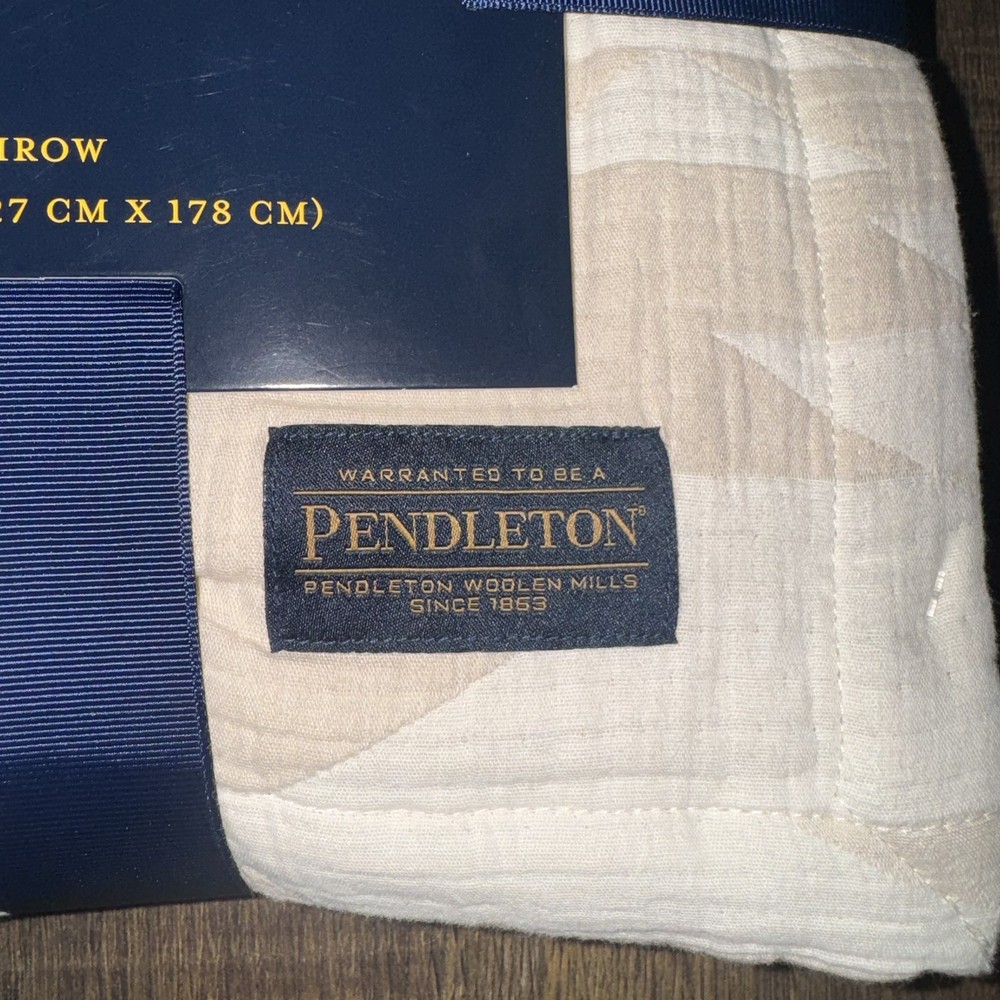 HROW
27 CM X 178 CM)
WARRANTED TO BE A
PENDLETON®
PENDLETON WOOLEN MILLS
SINCE 1863